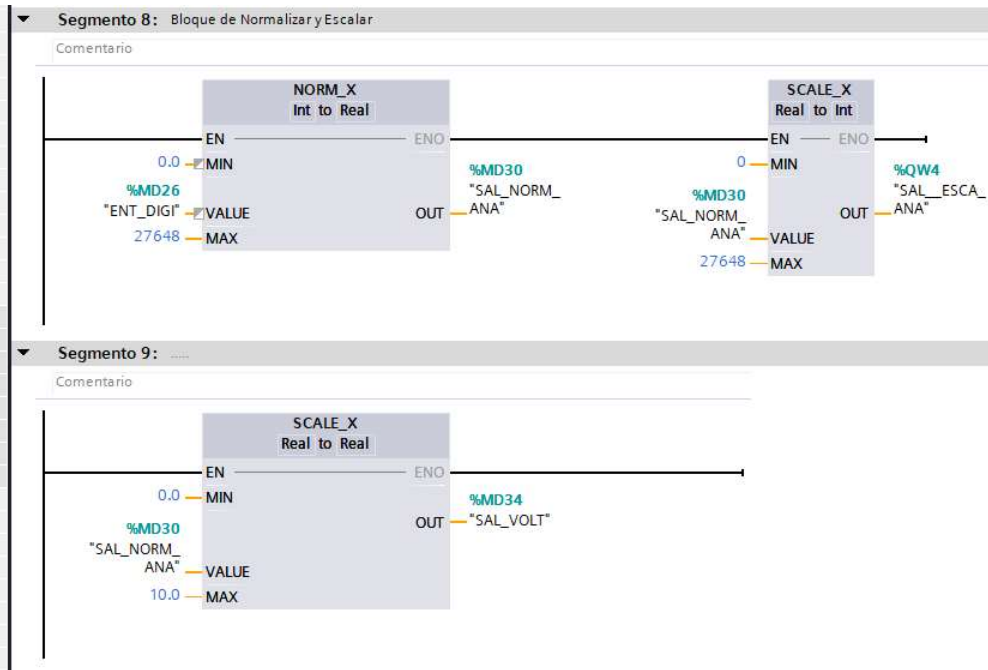 Segmento 8: Bloque de Normalizar y Escalar
Comentario
NORM_X
Int to Real
EN
ENO
0.0
MIN
%MD26
"ENT_DIGI"
VALUE
27648
MAX
OUT
%MD30
"SAL_NORM_
ANA"
SCALE_X
Real to Int
EN
ENO
0
MIN
%MD30
"SAL_NORM_
ANA"
VALUE
27648
MAX
OUT
%QW4
"SAL__ESCA_
ANA"
Segmento 9: .....
Comentario
SCALE_X
Real to Real
EN
ENO
0.0
MIN
%MD30
"SAL_NORM_
ANA"
VALUE
10.0
MAX
OUT
%MD34
"SAL_VOLT"